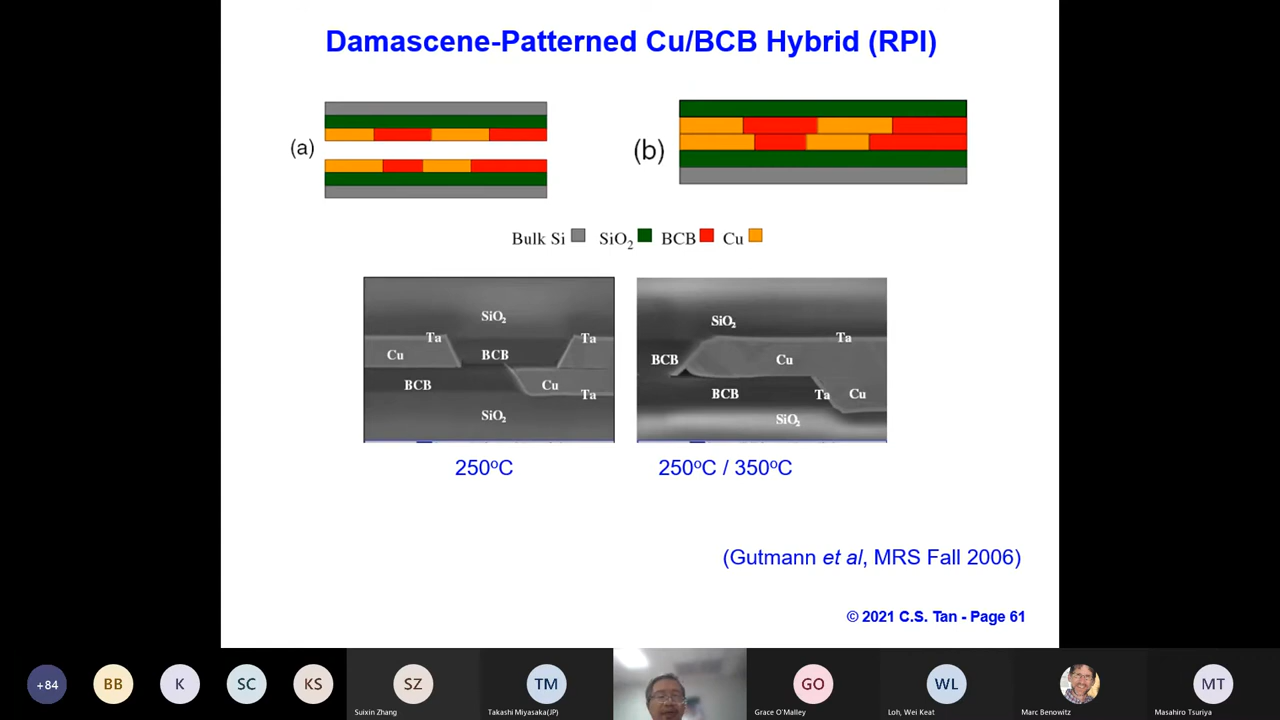 Damascene-Patterned Cu/BCB Hybrid (RPI)
(a)
(b)
Bulk Si SiO₂ BCB Cu
SiO₂
Ta
Ta
Cu
BCB
BCB
Cu
Ta
SiO₂
SiO₂
Ta
BCB
Cu
BCB
Ta
Cu
SiO₂
250ºC
250ºC / 350ºC
(Gutmann et al, MRS Fall 2006)
© 2021 C.S. Tan - Page 61
+84
BB
K
SC
KS
SZ
TM
GO
WL
MT
Suixin Zhang
Takashi Miyasaka(JP)
Grace O'Malley
Loh, Wei Keat
Marc Benowitz
Masahiro Tsuriya